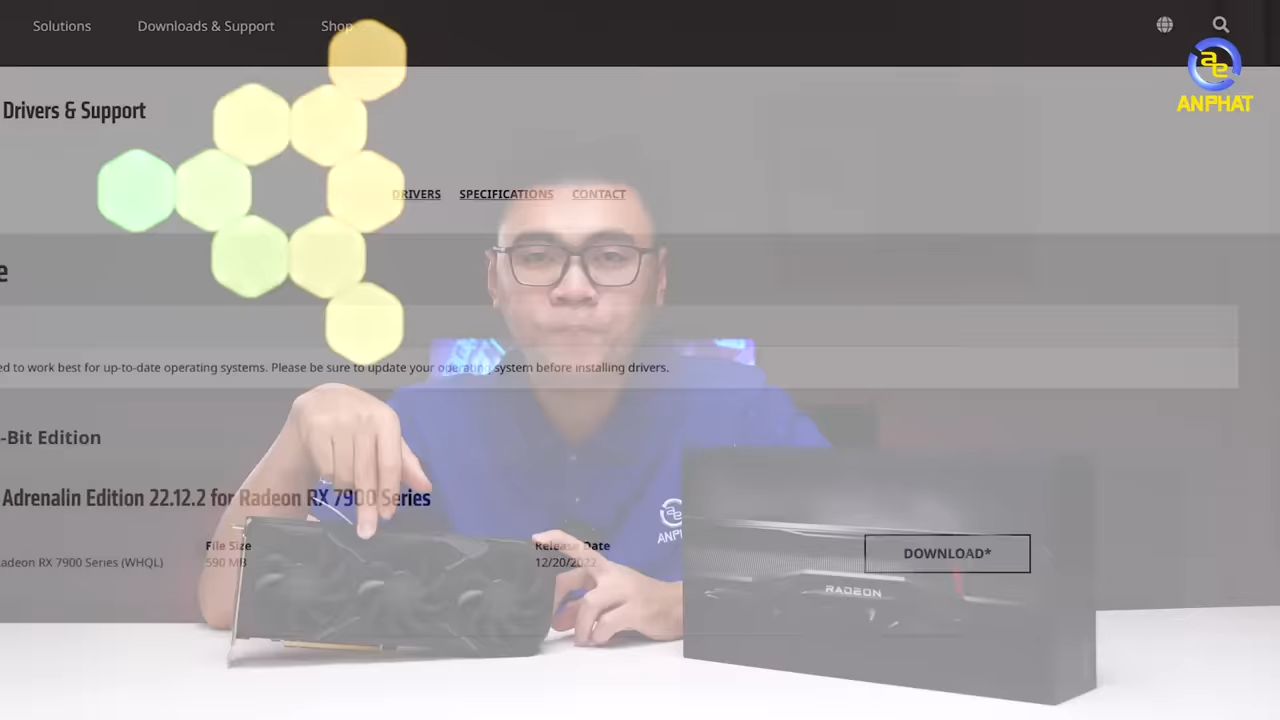 Solutions Downloads & Support Shop
ae
ANPHAT
Drivers & Support
DRIVERS SPECIFICATIONS CONTACT
e
ed to work best for up-to-date operating systems. Please be sure to update your operating system before installing drivers.
-Bit Edition
Adrenalin Edition 22.12.2 for Radeon RX 7900 Series
File Size Release Date
adeon RX 7900 Series (WHQL) 590 MB 12/20/2022
DOWNLOAD*
ae
ANPH
RADEON